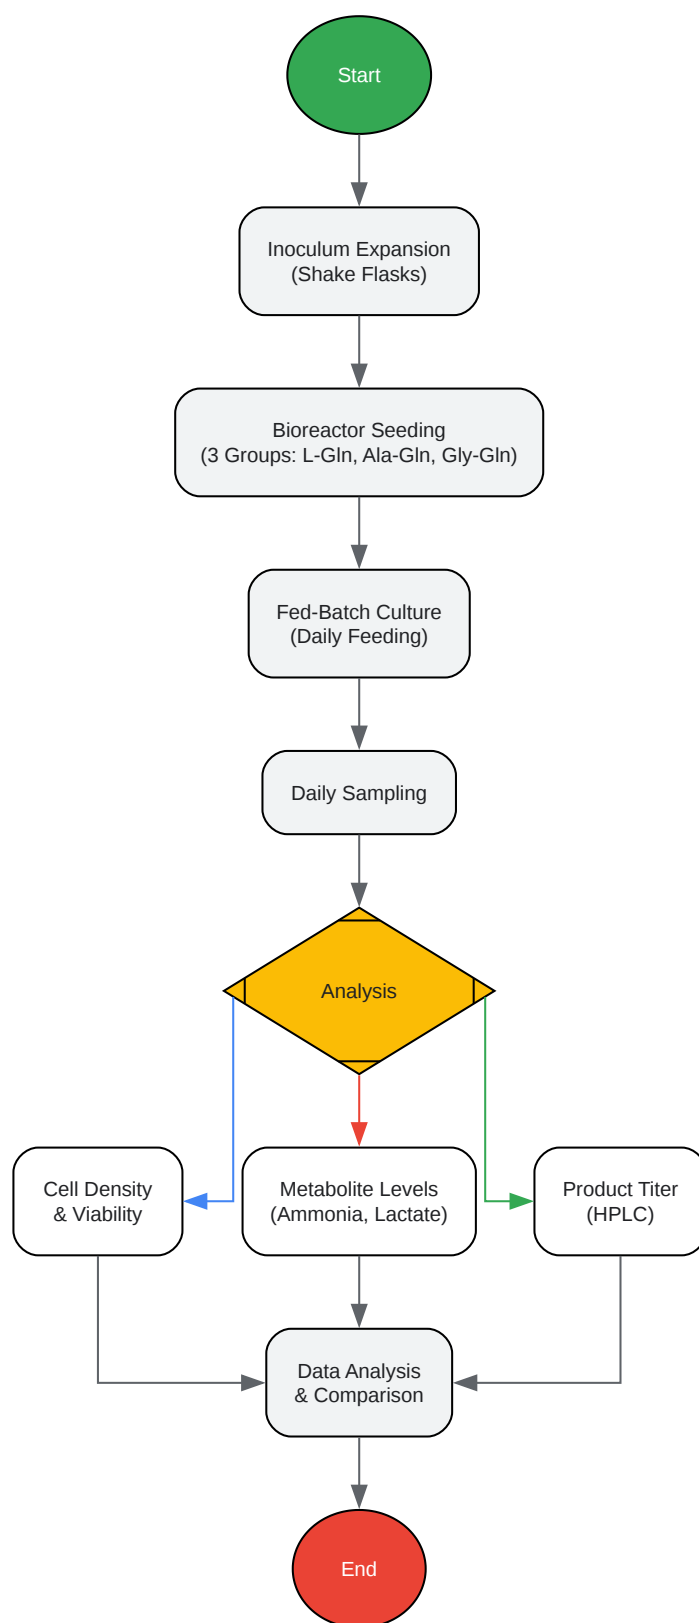 Start
Inoculum Expansion
(Shake Flasks)
Bioreactor Seeding
(3 Groups: L-Gln, Ala-Gln, Gly-Gln)
Fed-Batch Culture
(Daily Feeding)
Daily Sampling
Analysis
Cell Density
& Viability
Metabolite Levels
(Ammonia, Lactate)
Product Titer
(HPLC)
Data Analysis
& Comparison
End